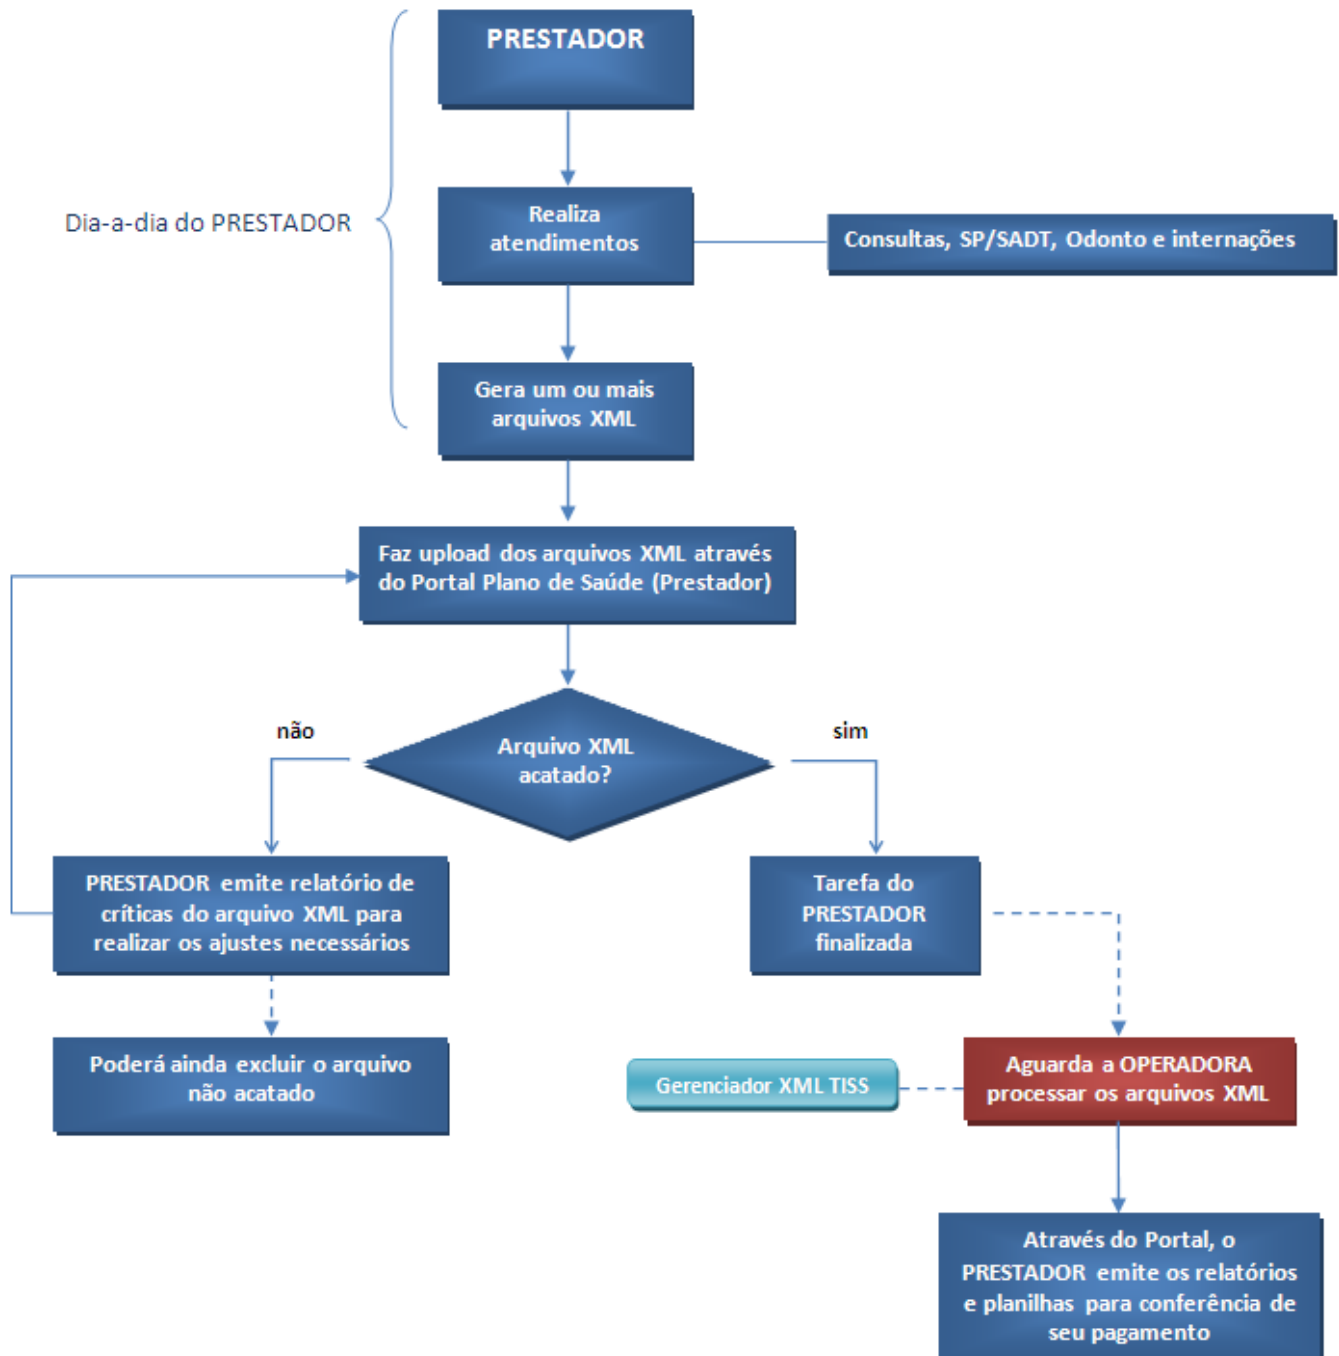 PRESTADOR
Dia-a-dia do PRESTADOR
Realiza
atendimentos
Consultas, SP/SADT, Odonto e internações
Gera um ou mais
arquivos XML
Faz upload dos arquivos XML através
do Portal Plano de Saúde (Prestador)
não
sim
Arquivo XML
acatado?
PRESTADOR emite relatório de
críticas do arquivo XML para
realizar os ajustes necessários
Tarefa do
PRESTADOR
finalizada
Poderá ainda excluir o arquivo
não acatado
Gerenciador XML TISS
Aguarda a OPERADORA
processar os arquivos XML
Através do Portal, o
PRESTADOR emite os relatórios
e planilhas para conferência de
seu pagamento